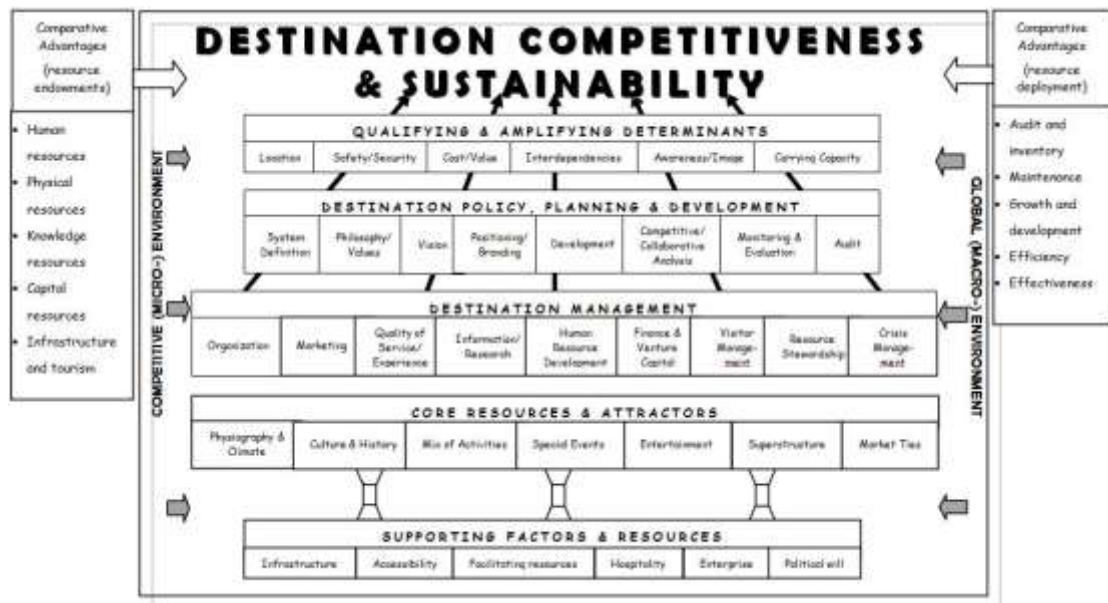 Comparative
Advantages
(resource
endowments)
• Human
resources
• Physical
resources
• Knowledge
resources
• Capital
resources
• Infrastructure
and tourism
COMPETITIVE (MICRO-) ENVIRONMENT
DESTINATION COMPETITIVENESS
& SUSTAINABILITY
QUALIFYING & AMPLIFYING DETERMINANTS
Location Safety/Security Cost/Value Interdependencies Awareness/Image Carrying Capacity
DESTINATION POLICY, PLANNING & DEVELOPMENT
System
Definition
Philosophy/
Values
Vision
Positioning/
Branding
Development
Competitive/
Collaborative
Analysis
Monitoring &
Evaluation
Audit
DESTINATION MANAGEMENT
Organization
Marketing
Quality of
Service/
Experience
Information/
Research
Human
Resource
Development
Finance &
Venture
Capital
Visitor
Manage-
ment
Resource
Stewardship
Crisis
Manage-
ment
CORE RESOURCES & ATTRACTORS
Physiography &
Climate
Culture & History
Mix of Activities
Special Events
Entertainment
Superstructure
Market Ties
SUPPORTING FACTORS & RESOURCES
Infrastructure Accessibility Facilitating resources Hospitality Enterprise Political will
GLOBAL (MACRO-) ENVIRONMENT
Comparative
Advantages
(resource
deployment)
• Audit and
inventory
• Maintenance
• Growth and
development
• Efficiency
• Effectiveness